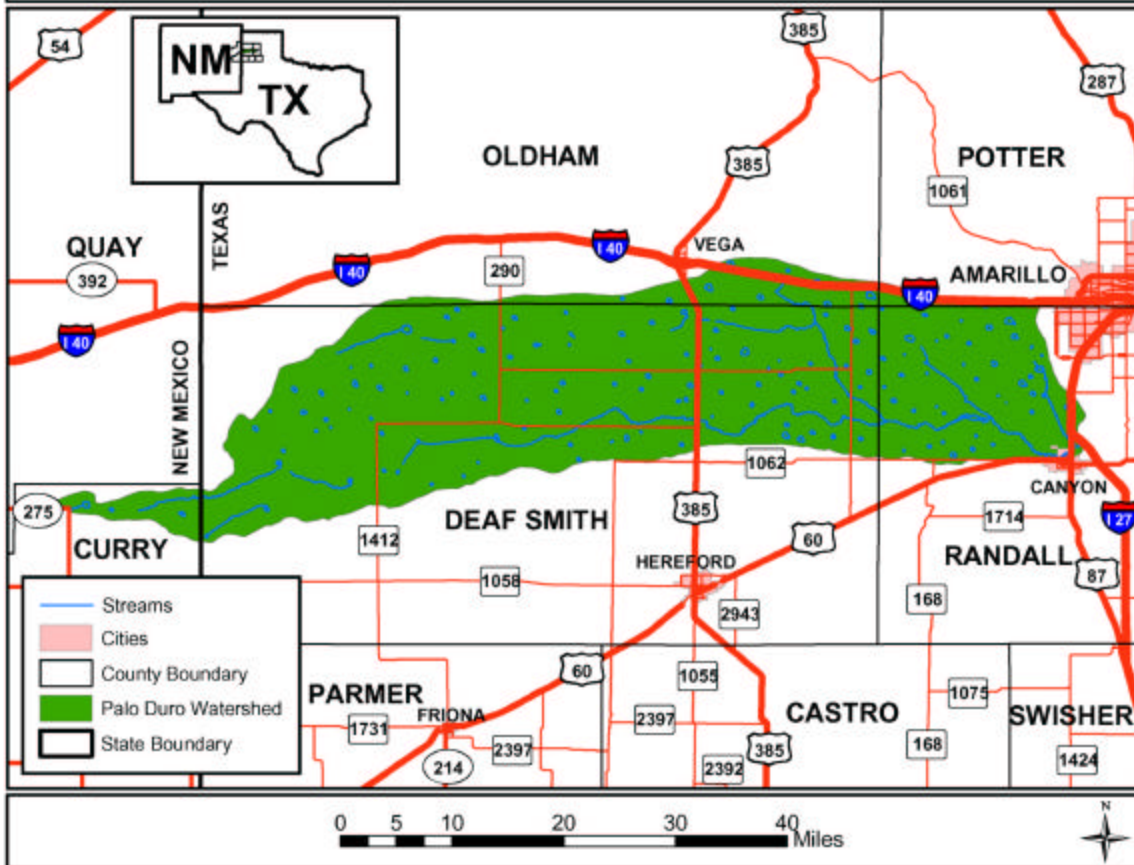 54
NM
TX
385
287
OLDHAM
385
POTTER
1061
TEXAS
QUAY
392
I 40
290
I 40
VEGA
AMARILLO
I 40
I 40
NEW MEXICO
1062
CANYON
275
CURRY
1412
DEAF SMITH
385
60
1714
I 27
HEREFORD
RANDALL
1058
87
168
2943
Streams
Cities
County Boundary
Palo Duro Watershed
State Boundary
60
1055
1075
PARMER
1731
FRIONA
2397
CASTRO
SWISHER
2397
385
168
214
2392
1424
0 5 10 20 30 40
Miles
N